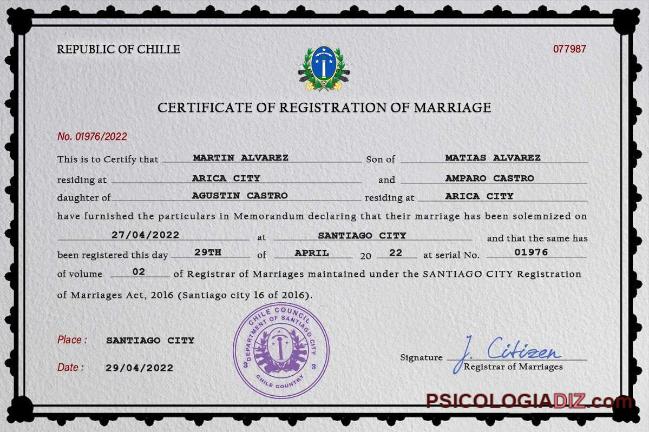 REPUBLIC OF CHILLE
077987
CERTIFICATE OF REGISTRATION OF MARRIAGE
No. 01976/2022
This is to Certify that MARTIN ALVAREZ Son of MATIAS ALVAREZ
residing at ARICA CITY and AMPARO CASTRO
daughter of AGUSTIN CASTRO residing at ARICA CITY
have furnished the particulars in Memorandum declaring that their marriage has been solemnized on
27/04/2022 at SANTIAGO CITY and that the same has
been registered this day 29TH of APRIL 20 22 at serial No. 01976
of volume 02 of Registrar of Marriages maintained under the SANTIAGO CITY Registration
of Marriages Act, 2016 (Santiago city 16 of 2016).
CHILE COUNCIL
DEPARTMENT OF SANTIAGO CITY
CHILE COUNTRY
Place : SANTIAGO CITY
Date : 29/04/2022
Signature J. Citizen
Registrar of Marriages
PSICOLOGIADIZ.com